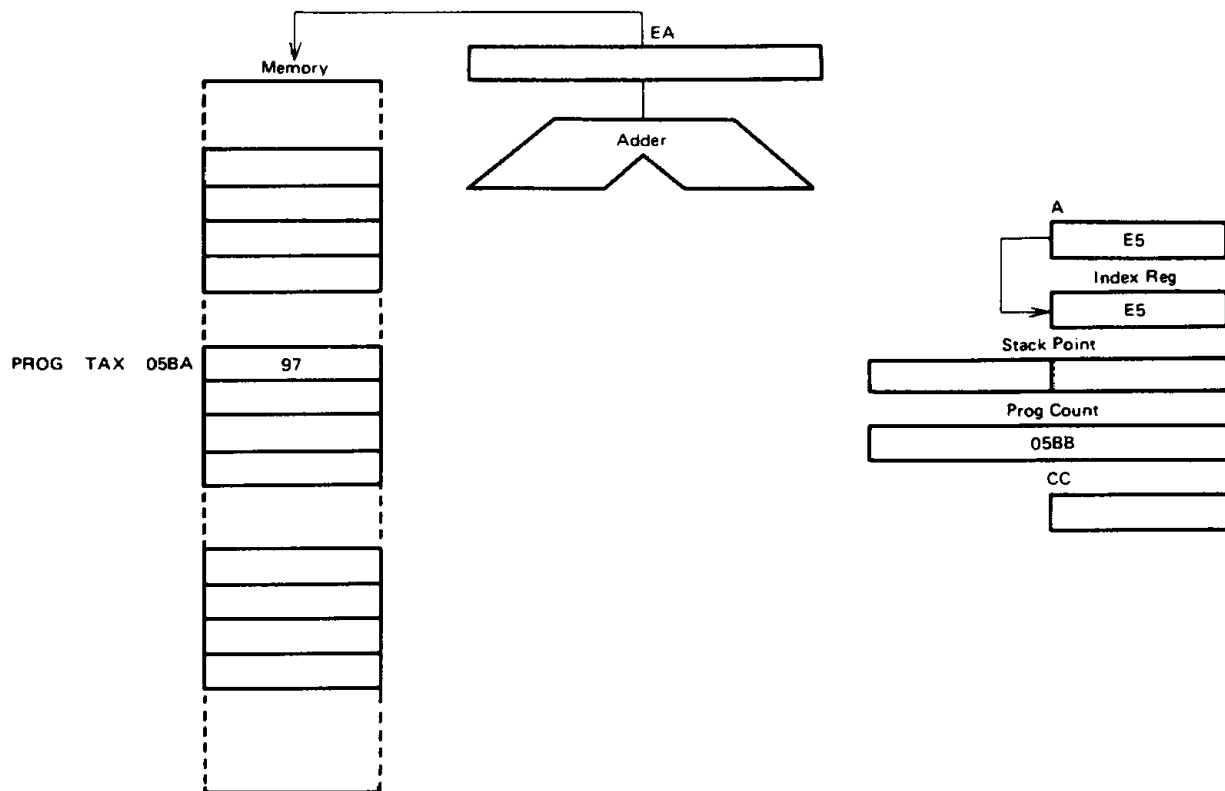 EA
Memory
Adder
A
E5
Index Reg
E5
Stack Point
PROG TAX 05BA 97
Prog Count
05BB
CC